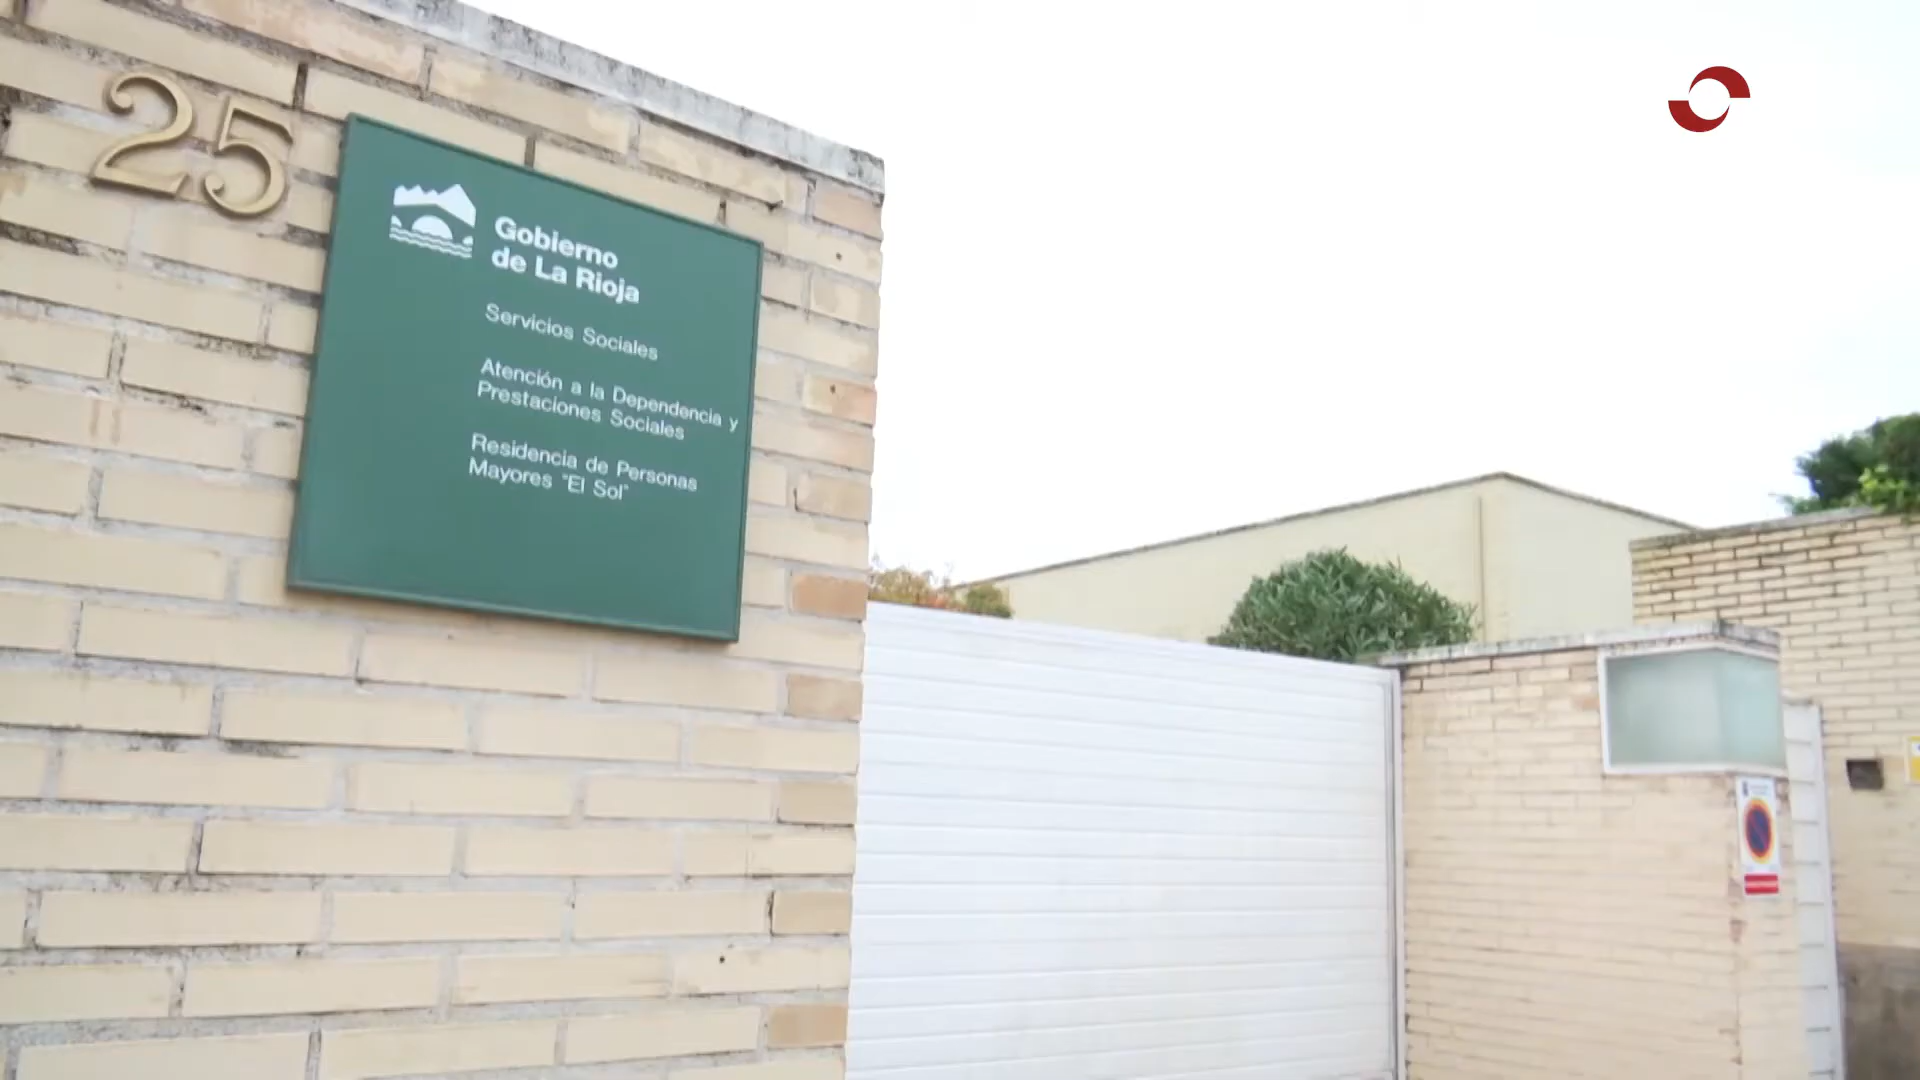 25
Gobierno
de La Rioja
Servicios Sociales
Atención a la Dependencia y
Prestaciones Sociales
Residencia de Personas
Mayores "El Sol"